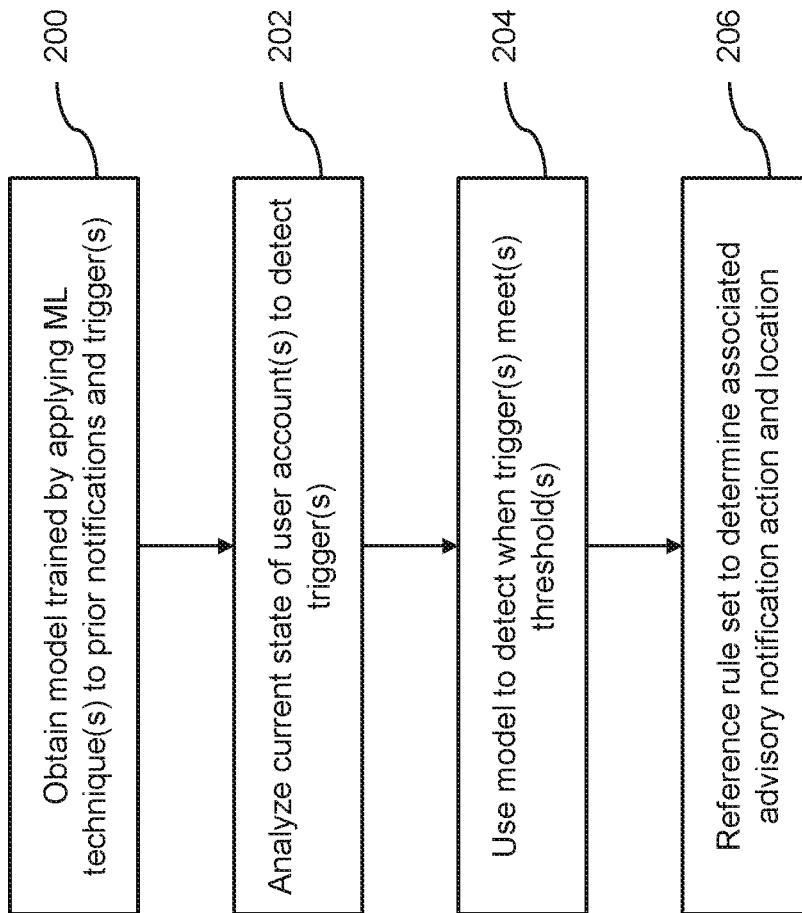 Obtain model trained by applying ML
technique(s) to prior notifications and trigger(s)
200
Analyze current state of user account(s) to detect
trigger(s)
202
Use model to detect when trigger(s) meet(s)
threshold(s)
204
Reference rule set to determine associated
advisory notification action and location
206